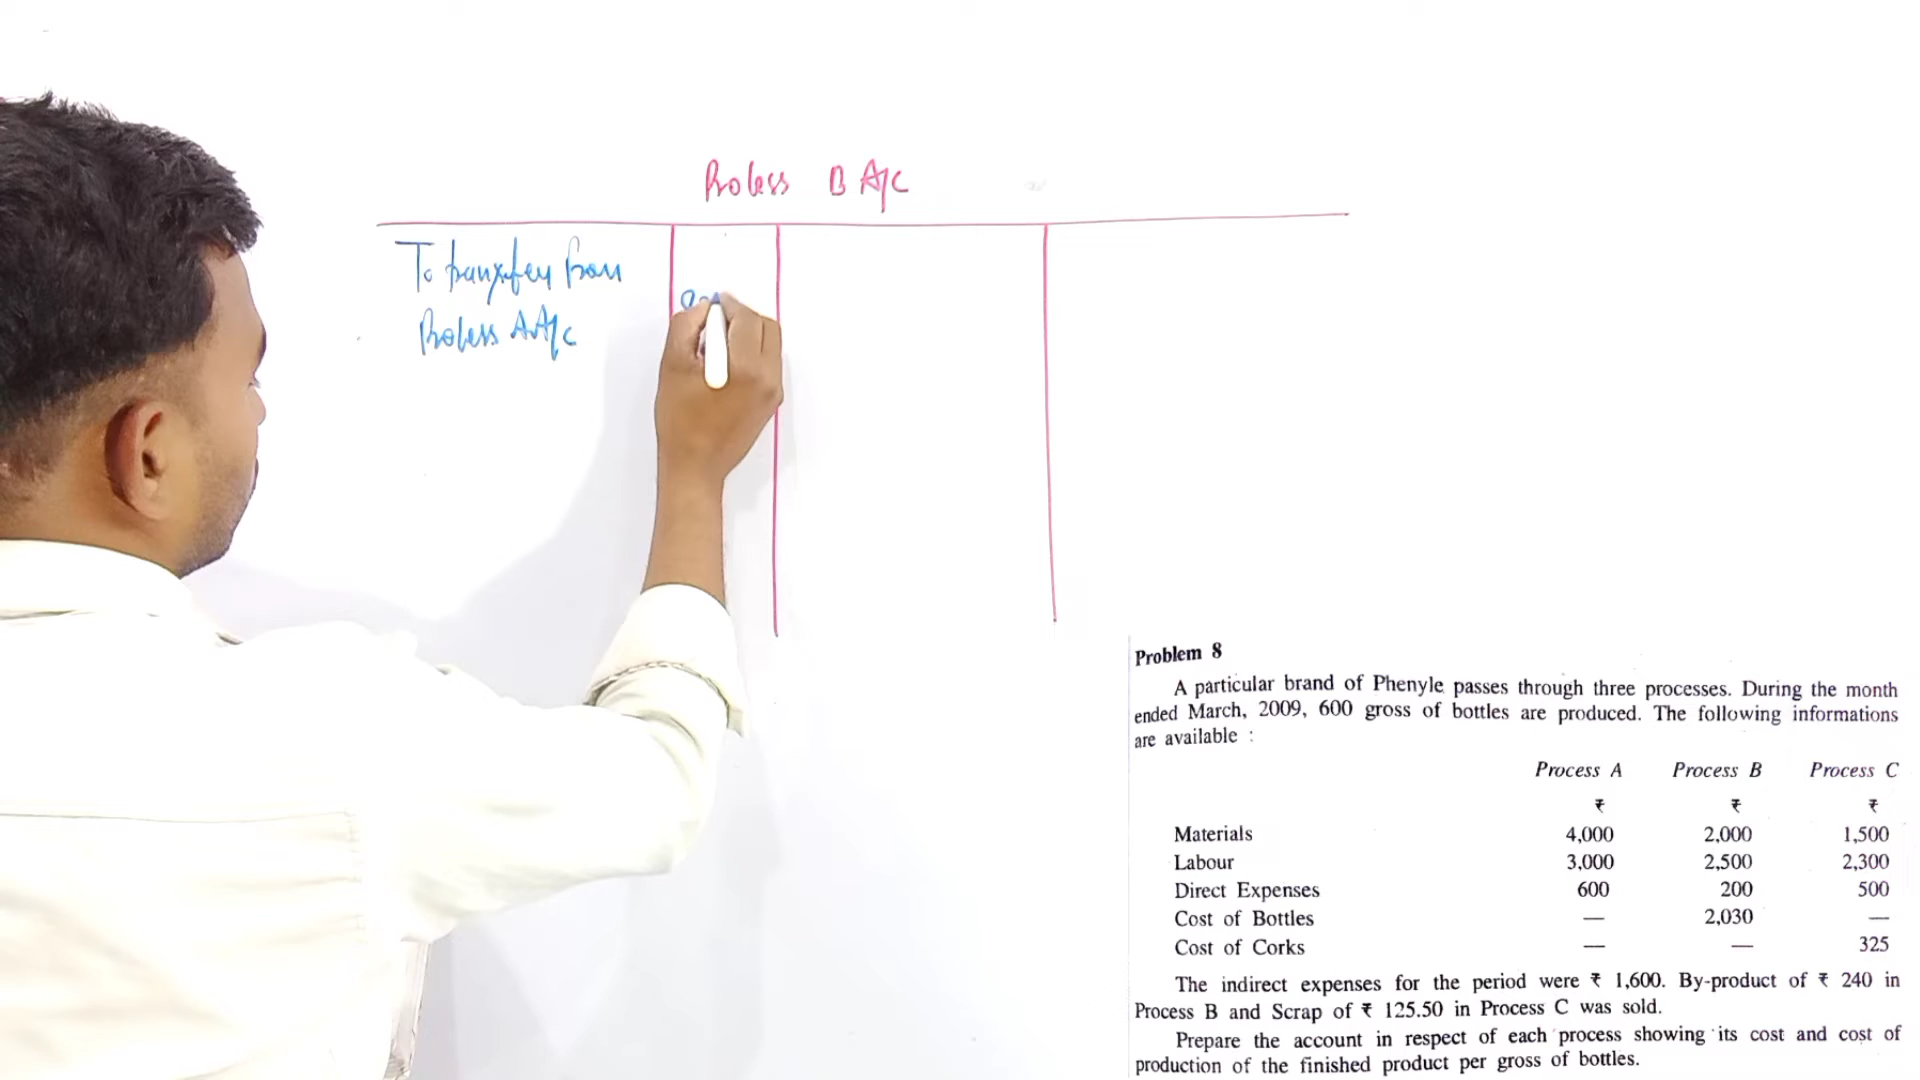 Process B A/c
To transfer from
Process A A/c
Problem 8
A particular brand of Phenyle passes through three processes. During the month
ended March, 2009, 600 gross of bottles are produced. The following informations
are available :
Process A Process B Process C
₹ ₹ ₹
Materials 4,000 2,000 1,500
Labour 3,000 2,500 2,300
Direct Expenses 600 200 500
Cost of Bottles — 2,030 —
Cost of Corks — — 325
The indirect expenses for the period were ₹ 1,600. By-product of ₹ 240 in
Process B and Scrap of ₹ 125.50 in Process C was sold.
Prepare the account in respect of each process showing its cost and cost of
production of the finished product per gross of bottles.